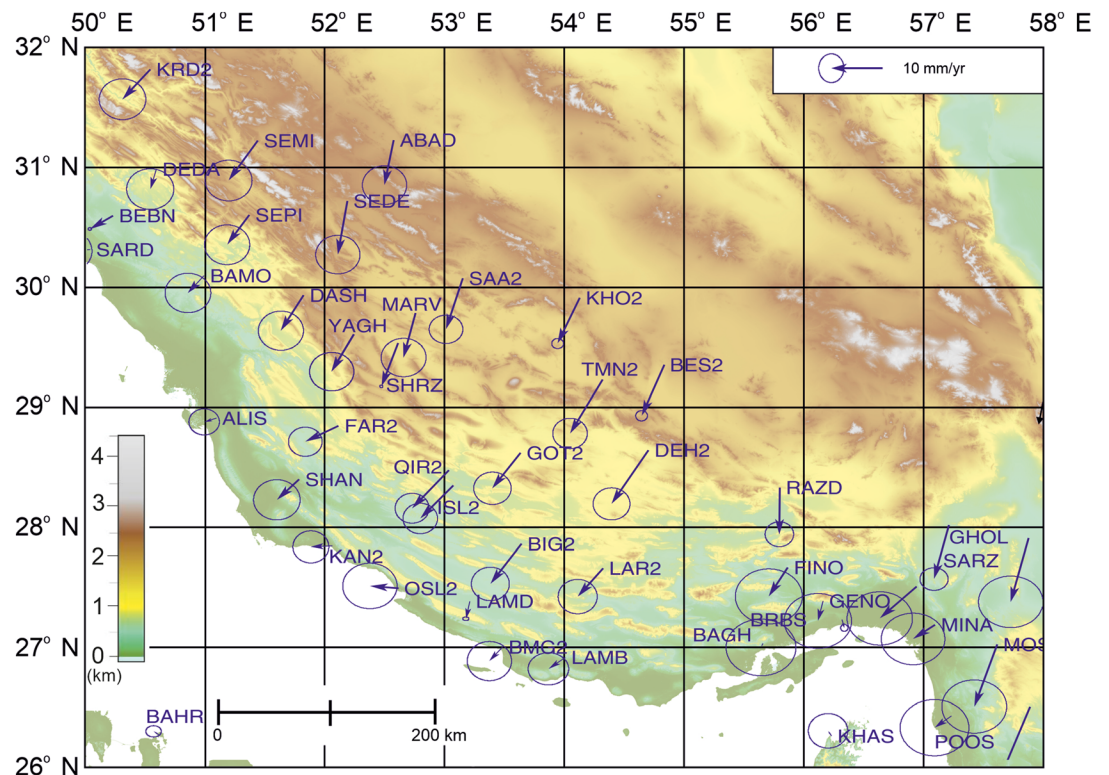 50° E 51° E 52° E 53° E 54° E 55° E 56° E 57° E 58° E
32° N
10 mm/yr
KRD2
SEMI
ABAD
31° N
DEDA
SEDE
BEBN
SEPI
SARD
BAMO
30° N
SAA2
DASH
MARV
KHO2
YAGH
TMN2
BES2
SHRZ
29° N
ALIS
FAR2
GOT2
DEH2
QIR2
SHAN
ISL2
RAZD
28° N
GHOL
BIG2
KAN2
SARZ
LAR2
FINO
OSL2
LAMD
GENO
BRBS
BAGH
MINA
27° N
BMG2
LAMB
MOS
BAHR
KHAS
POOS
26° N
4
3
2
1
0
(km)
0 200 km